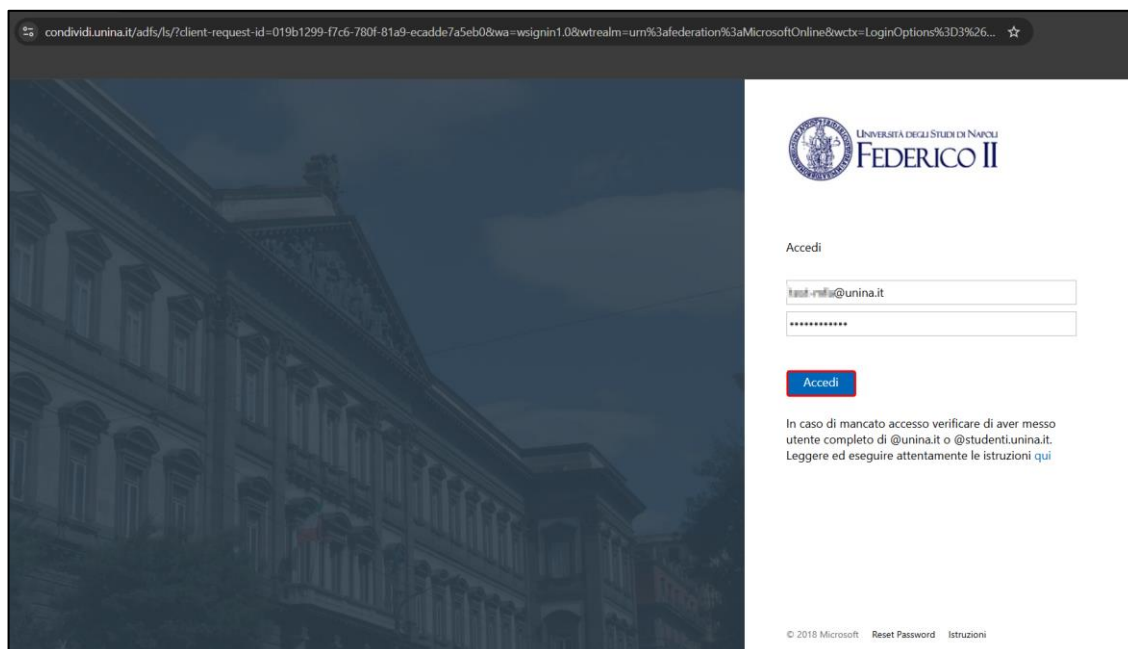 condividi.unina.it/adfs/ls/?client-request-id=019b1299-f7c6-780f-81a9-ecadde7a5eb0&wa=wsignin1.0&wtrealm=urn%3afederation%3aMicrosoftOnline&wctx=LoginOptions%3D3%26...
UNIVERSITÀ DEGLI STUDI DI NAPOLI
FEDERICO II
Accedi
@unina.it
Accedi
In caso di mancato accesso verificare di aver messo
utente completo di @unina.it o @studenti.unina.it.
Leggere ed eseguire attentamente le istruzioni qui
© 2018 Microsoft Reset Password Istruzioni